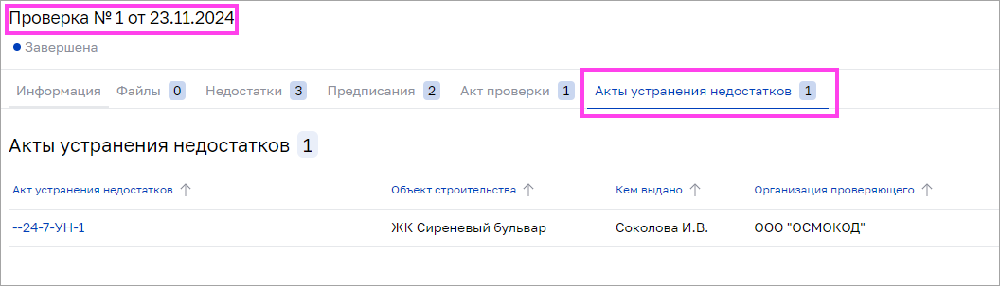 Проверка № 1 от 23.11.2024
Завершена
Информация Файлы 0 Недостатки 3 Предписания 2 Акт проверки 1 Акты устранения недостатков 1
Акты устранения недостатков 1
Акт устранения недостатков Объект строительства Кем выдано Организация проверяющего
--24-7-УН-1 ЖК Сиреневый бульвар Соколова И.В. ООО "ОСМОКОД"